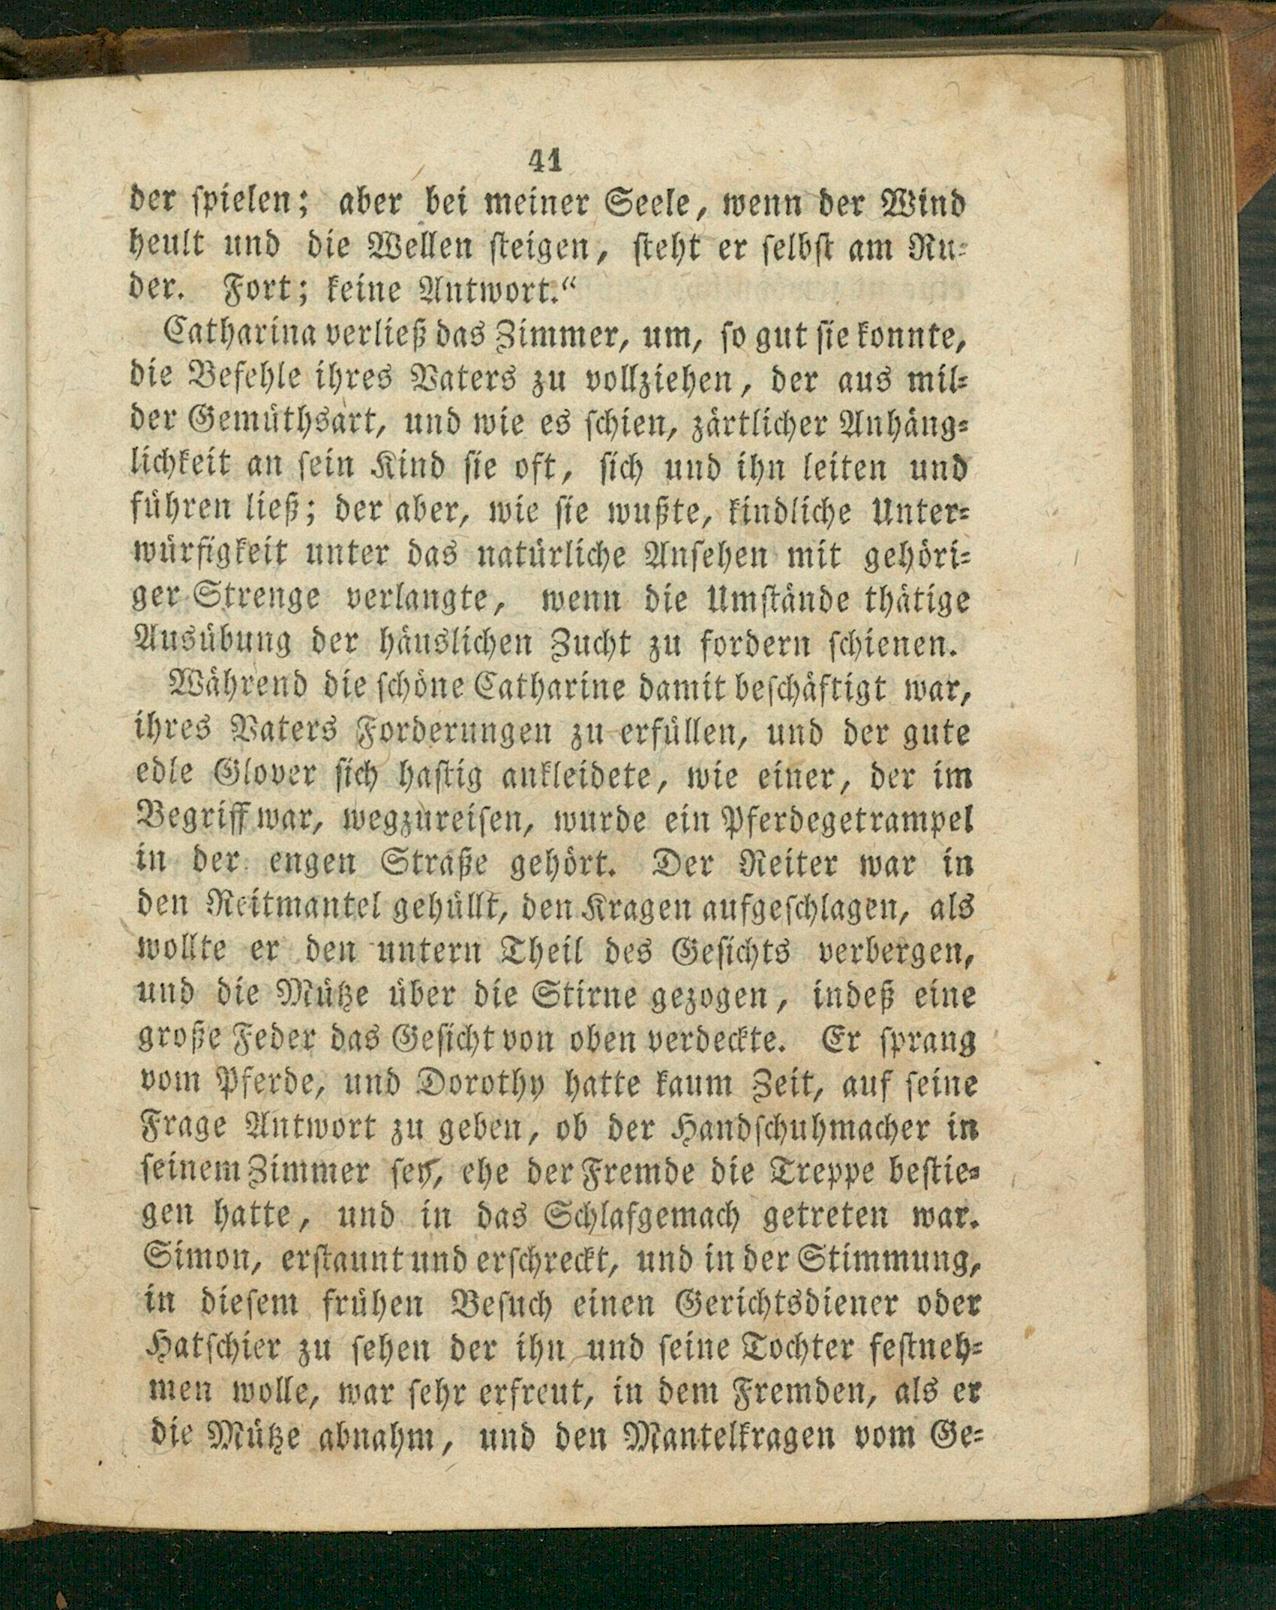 41
der spielen; aber bei meiner Seele, wenn der Wind
heult und die Wellen steigen, steht er selbst am Ru-
der. Fort; keine Antwort.“
Catharina verließ das Zimmer, um, so gut sie konnte,
die Befehle ihres Vaters zu vollziehen, der aus mil-
der Gemüthsart, und wie es schien, zärtlicher Anhäng-
lichkeit an sein Kind sie oft, sich und ihn leiten und
führen ließ; der aber, wie sie wußte, kindliche Unter-
würfigkeit unter das natürliche Ansehen mit gehöri-
ger Strenge verlangte, wenn die Umstände thätige
Ausübung der häuslichen Zucht zu fordern schienen.
Während die schöne Catharine damit beschäftigt war,
ihres Vaters Forderungen zu erfüllen, und der gute
edle Glover sich hastig ankleidete, wie einer, der im
Begriff war, wegzureisen, wurde ein Pferdegetrampel
in der engen Straße gehört. Der Reiter war in
den Reitmantel gehüllt, den Kragen aufgeschlagen, als
wollte er den untern Theil des Gesichts verbergen,
und die Mütze über die Stirne gezogen, indeß eine
große Feder das Gesicht von oben verdeckte. Er sprang
vom Pferde, und Dorothy hatte kaum Zeit, auf seine
Frage Antwort zu geben, ob der Handschuhmacher in
seinem Zimmer sey, ehe der Fremde die Treppe bestie-
gen hatte, und in das Schlafgemach getreten war.
Simon, erstaunt und erschreckt, und in der Stimmung,
in diesem frühen Besuch einen Gerichtsdiener oder
Hatschier zu sehen der ihn und seine Tochter festneh-
men wolle, war sehr erfreut, in dem Fremden, als er
die Mütze abnahm, und den Mantelkragen vom Ge-